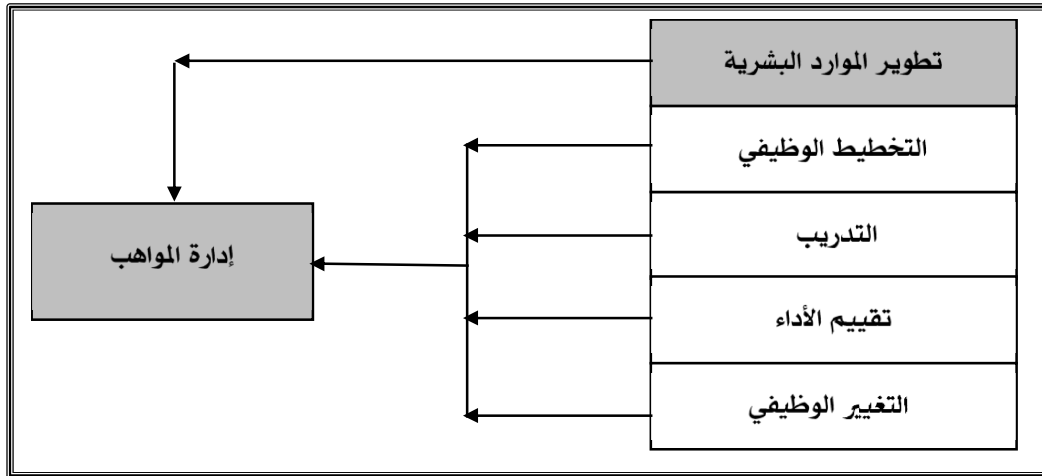 تطوير الموارد البشرية
التخطيط الوظيفي
التدريب
إدارة المواهب
تقييم الأداء
التغيير الوظيفي